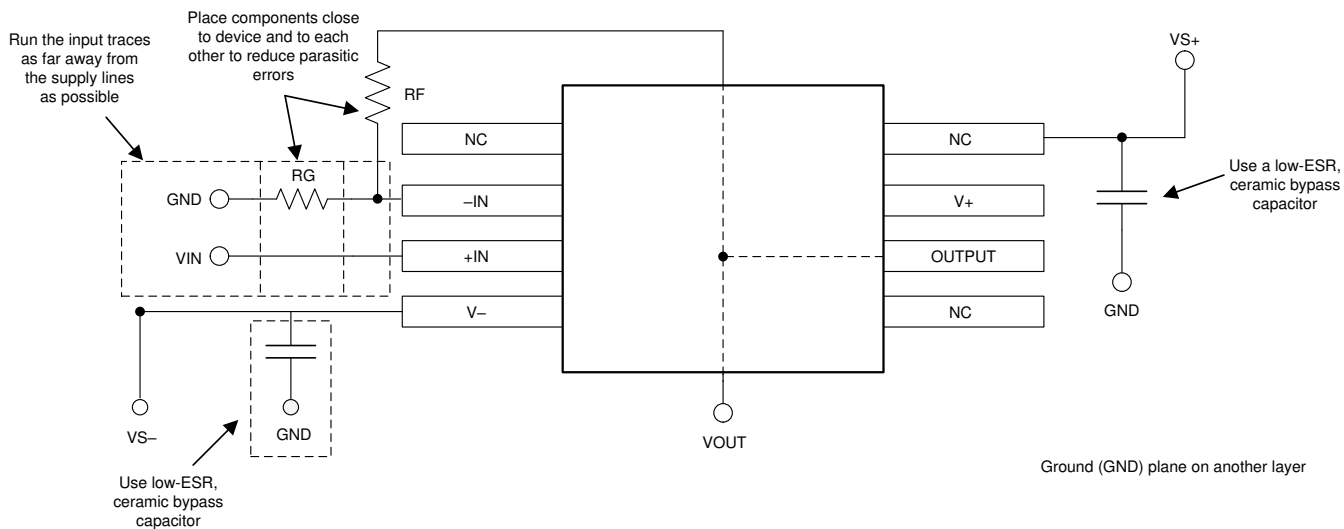 Place components close
to device and to each
other to reduce parasitic
errors
Run the input traces
as far away from
the supply lines
as possible
VS+
RF
NC
NC
Use a low-ESR,
ceramic bypass
capacitor
RG
GND
–IN
V+
VIN
+IN
OUTPUT
GND
V–
NC
VS–
GND
VOUT
Use low-ESR,
ceramic bypass
capacitor
Ground (GND) plane on another layer